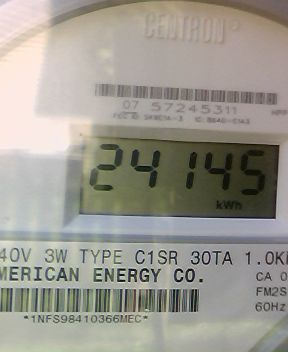 CENTRON®
07 57245311
24145
kWh
40V 3W TYPE C1SR 30TA 1.0K
MERICAN ENERGY CO.
CA 0
FM2S
60Hz
*1NFS98410366MEC*